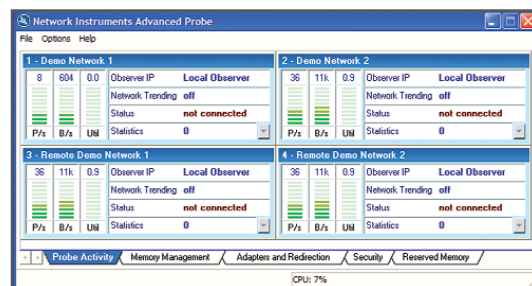 Network Instruments Advanced Probe
File Options Help
1 - Demo Network 1
8 604 0.0 Observer IP Local Observer
Network Trending off
Status not connected
P/s B/s Util Statistics 0
2 - Demo Network 2
36 11k 0.9 Observer IP Local Observer
Network Trending off
Status not connected
P/s B/s Util Statistics 0
3 - Remote Demo Network 1
36 11k 0.9 Observer IP Local Observer
Network Trending off
Status not connected
P/s B/s Util Statistics 0
4 - Remote Demo Network 2
36 11k 0.9 Observer IP Local Observer
Network Trending off
Status not connected
P/s B/s Util Statistics 0
Probe Activity Memory Management Adapters and Redirection Security Reserved Memory
CPU: 7%